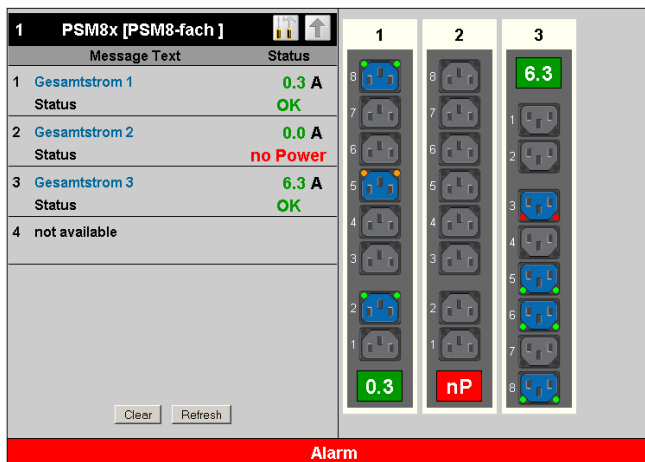 1 PSM8x [PSM8-fach ]
Message Text Status
1 Gesamtstrom 1 0.3 A
Status OK
2 Gesamtstrom 2 0.0 A
Status no Power
3 Gesamtstrom 3 6.3 A
Status OK
4 not available
Clear Refresh
1
8
7
6
5
4
3
2
1
0.3
2
8
7
6
5
4
3
2
1
nP
3
6.3
1
2
3
4
5
6
7
8
Alarm